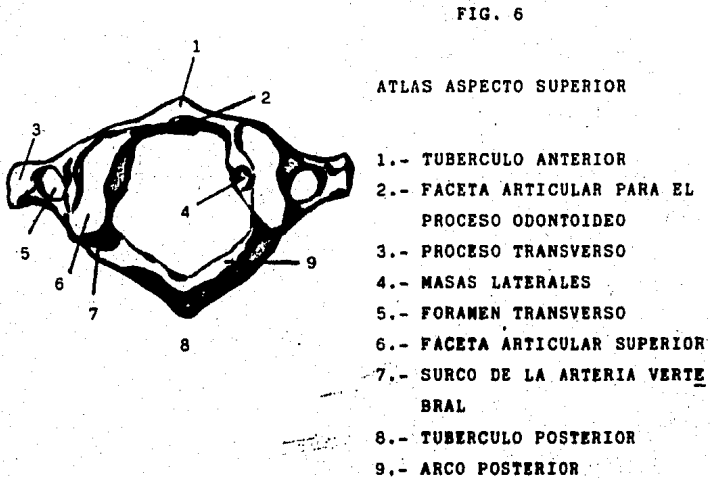 FIG. 6
ATLAS ASPECTO SUPERIOR
1
2
3
4
5
6
7
8
9
1.- TUBERCULO ANTERIOR
2.- FACETA ARTICULAR PARA EL
PROCESO ODONTOIDEO
3.- PROCESO TRANSVERSO
4.- MASAS LATERALES
5.- FORAMEN TRANSVERSO
6.- FACETA ARTICULAR SUPERIOR
7.- SURCO DE LA ARTERIA VERTE
BRAL
8.- TUBERCULO POSTERIOR
9.- ARCO POSTERIOR